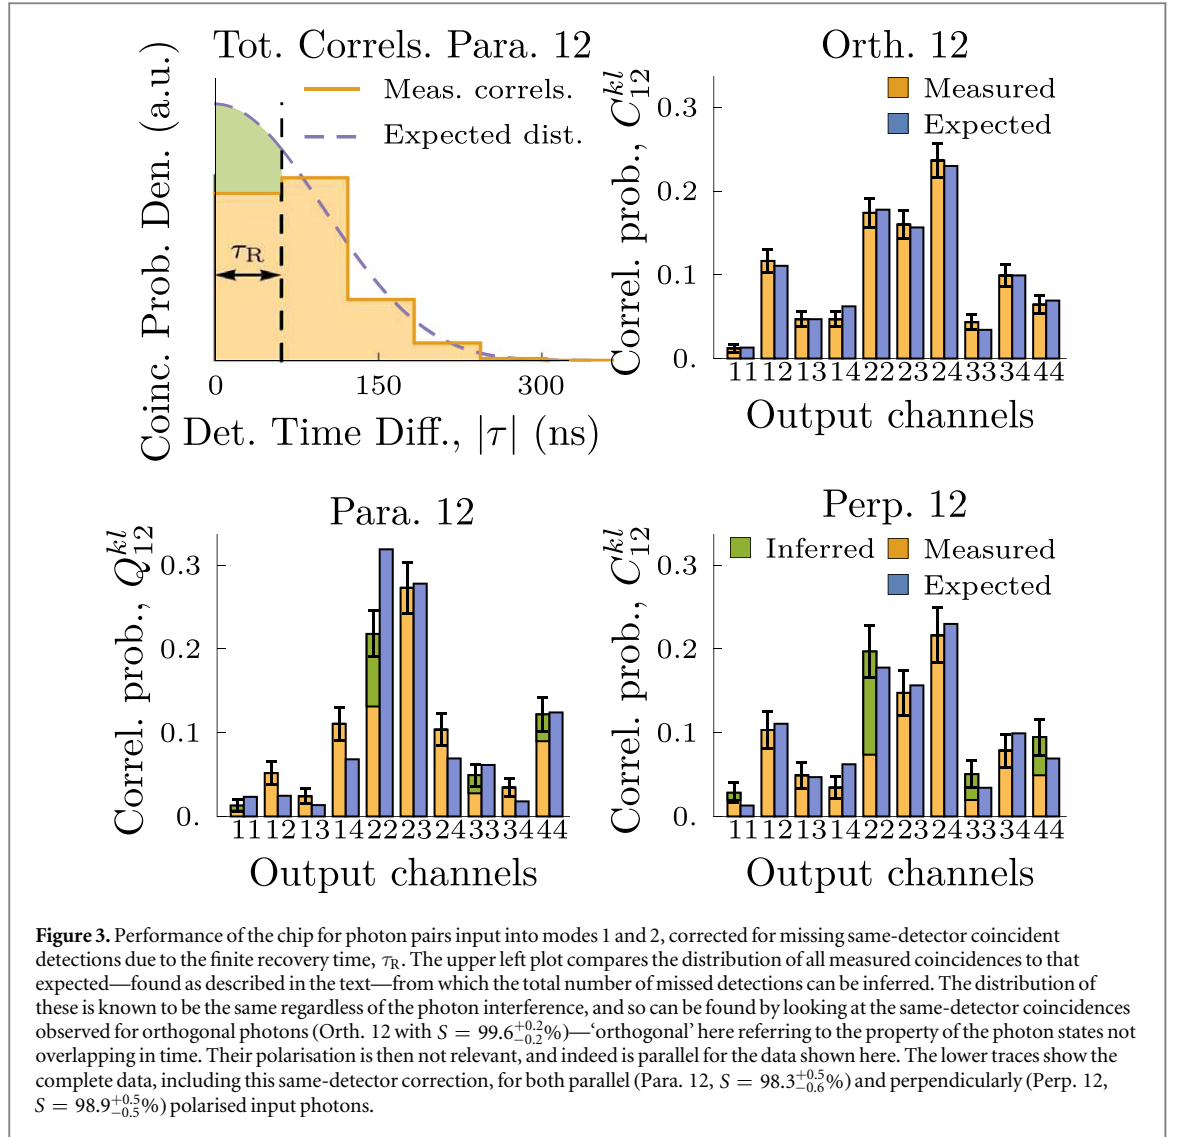 Tot. Correls. Para. 12
Coinc. Prob. Den. (a.u.)
Meas. correls.
Expected dist.
τR
0 150 300
Det. Time Diff., |τ| (ns)
Orth. 12
Correl. prob., C₁₂ᵏˡ
Measured
Expected
0.3
0.2
0.1
0.
11 12 13 14 22 23 24 33 34 44
Output channels
Para. 12
Correl. prob., Q₁₂ᵏˡ
0.3
0.2
0.1
0.
11 12 13 14 22 23 24 33 34 44
Output channels
Perp. 12
Correl. prob., C₁₂ᵏˡ
Inferred
Measured
Expected
0.3
0.2
0.1
0.
11 12 13 14 22 23 24 33 34 44
Output channels
Figure 3. Performance of the chip for photon pairs input into modes 1 and 2, corrected for missing same-detector coincident
detections due to the finite recovery time, τR. The upper left plot compares the distribution of all measured coincidences to that
expected—found as described in the text—from which the total number of missed detections can be inferred. The distribution of
these is known to be the same regardless of the photon interference, and so can be found by looking at the same-detector coincidences
observed for orthogonal photons (Orth. 12 with S = 99.6+0.2−0.2%)—‘orthogonal’ here referring to the property of the photon states not
overlapping in time. Their polarisation is then not relevant, and indeed is parallel for the data shown here. The lower traces show the
complete data, including this same-detector correction, for both parallel (Para. 12, S = 98.3+0.5−0.6%) and perpendicularly (Perp. 12,
S = 98.9+0.5−0.5%) polarised input photons.